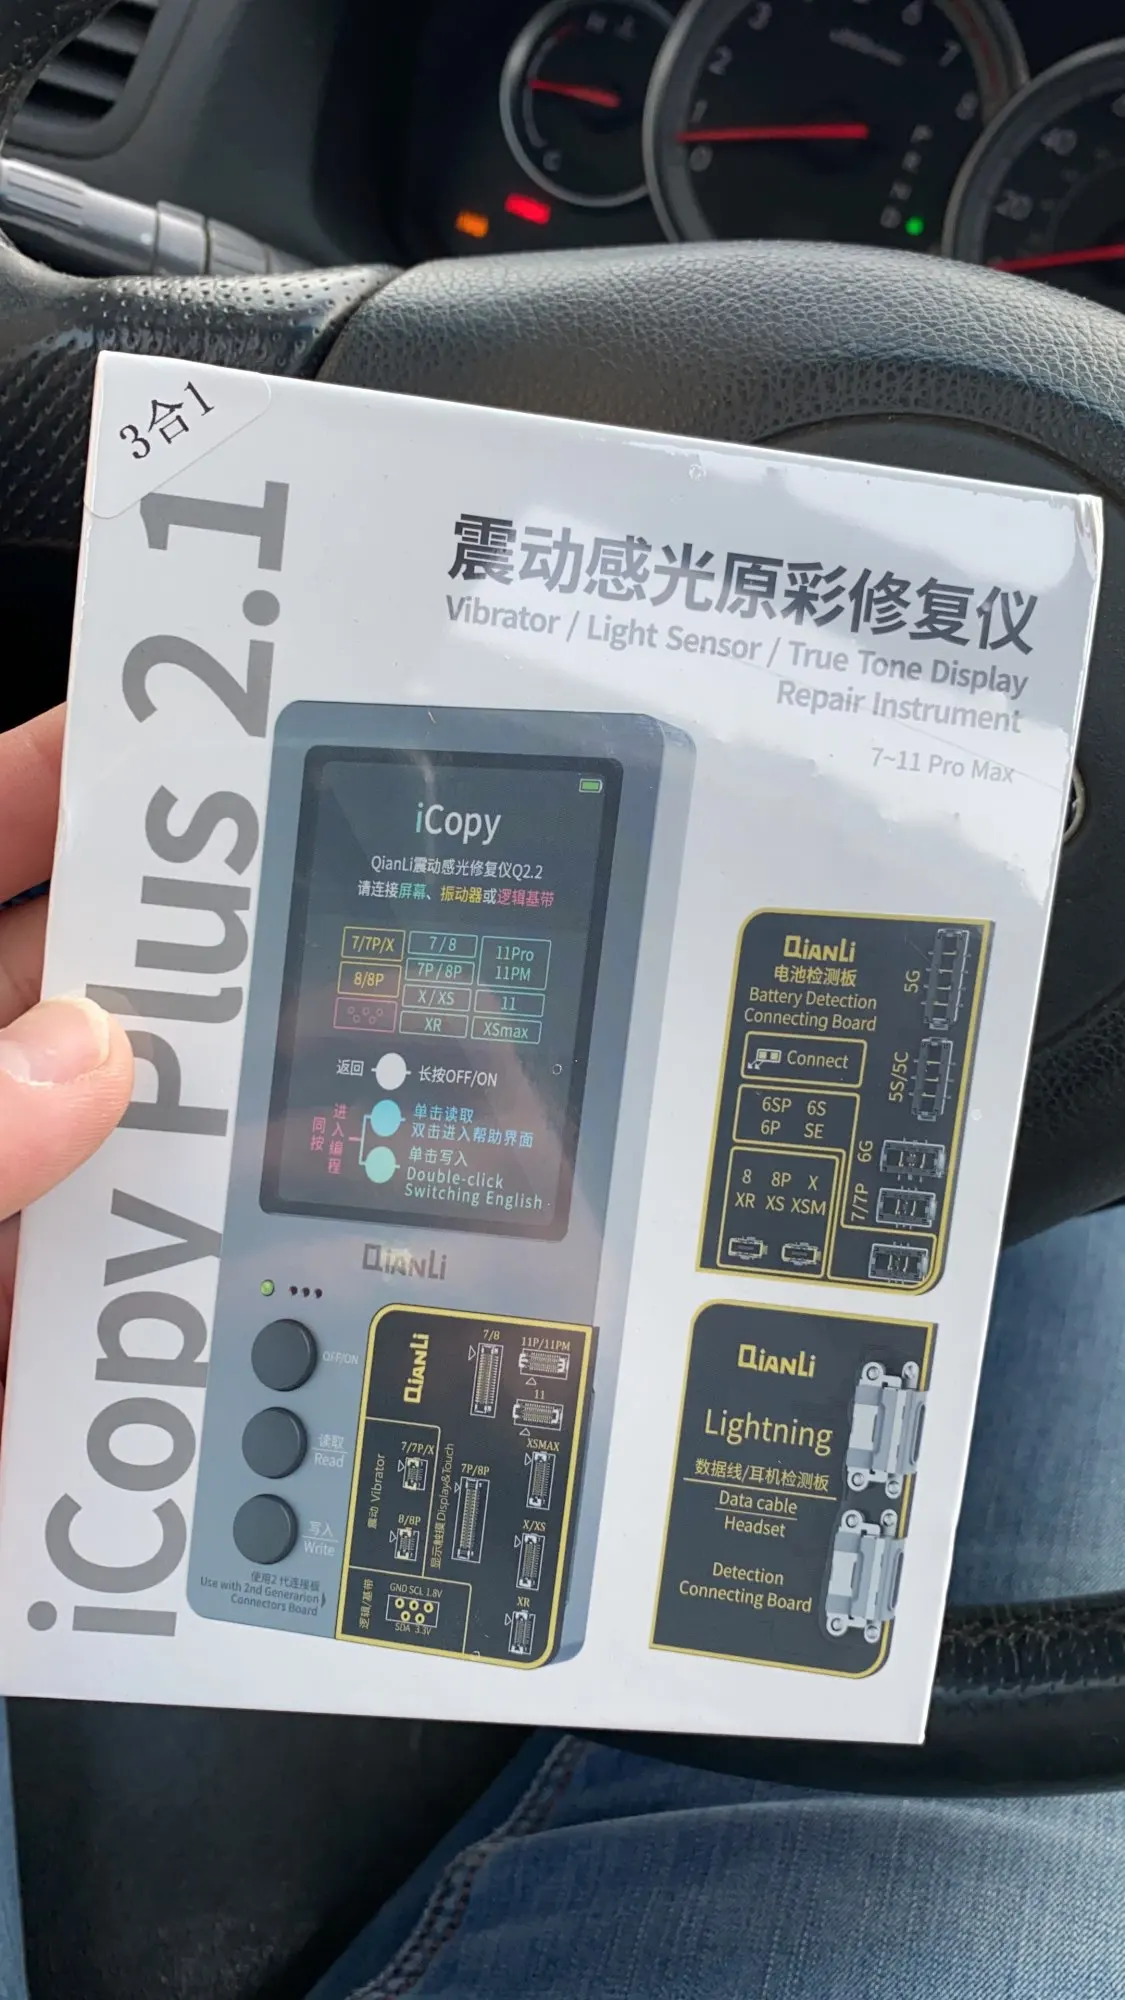 3合1
iCopy Plus 2.1
震动感光原彩修复仪
Vibrator / Light Sensor / True Tone Display
Repair Instrument
7~11 Pro Max
iCopy
QianLi震动感光修复仪Q2.2
请连接屏幕、振动器或逻辑基带
7/7P/X
7/8
11Pro
11PM
8/8P
7P/8P
X/XS
11
XR
XSmax
返回
长按OFF/ON
同按
进入编程
单击读取
双击进入帮助界面
单击写入
Double-click
Switching English
QIANLI
OFF/ON
读取
Read
写入
Write
使用2代连接板
Use with 2nd Generarion
Connectors Board
QIANLI
7/8
11P/11PM
11
XSMAX
7/7P/X
震动 Vibrator
8/8P
显示触摸 Display&Touch
7P/8P
X/XS
XR
逻辑/基带
GND SCL 1.8V
SDA 3.3V
QIANLI
电池检测板
Battery Detection
Connecting Board
Connect
6SP 6S
6P SE
8 8P X
XR XS XSM
5G
5S/5C
6G
7/7P
QIANLI
Lightning
数据线/耳机检测板
Data cable
Headset
Detection
Connecting Board
1
2
3
6
7
8
0
20
40